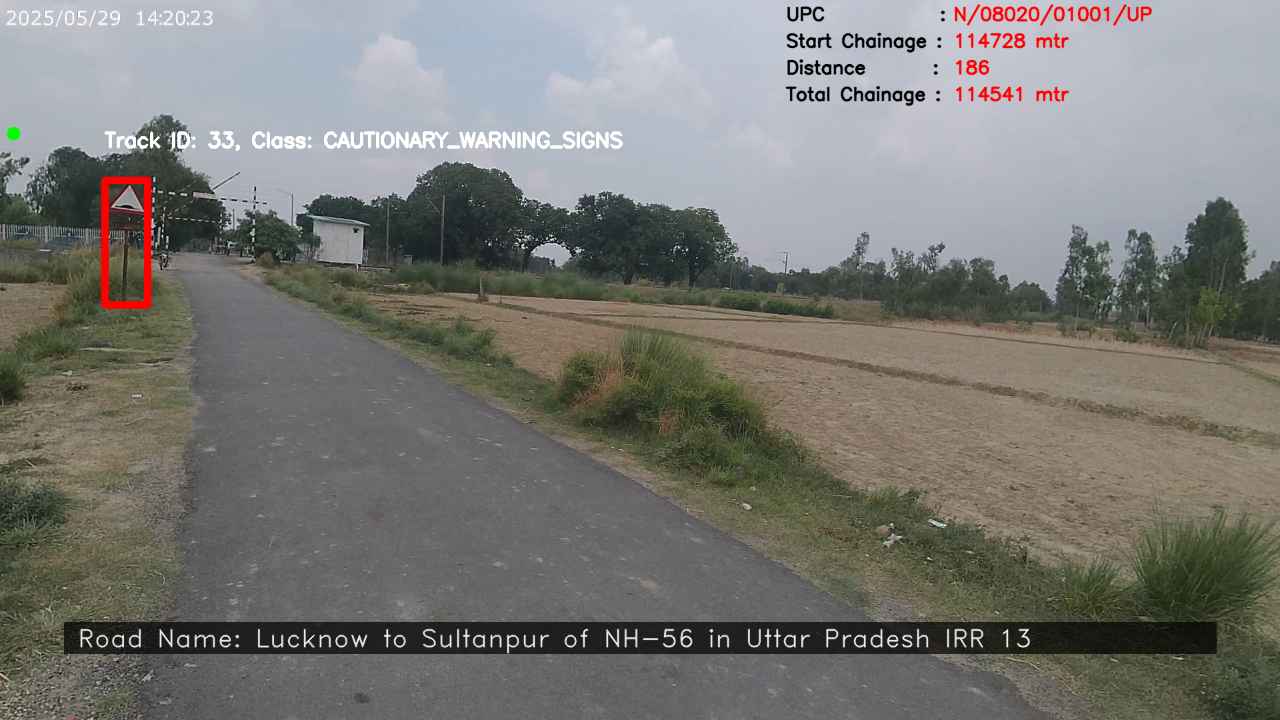 2025/05/29 14:20:23
UPC : N/08020/01001/UP
Start Chainage : 114728 mtr
Distance : 186
Total Chainage : 114541 mtr
Track ID: 33, Class: CAUTIONARY_WARNING_SIGNS
Road Name: Lucknow to Sultanpur of NH-56 in Uttar Pradesh IRR 13